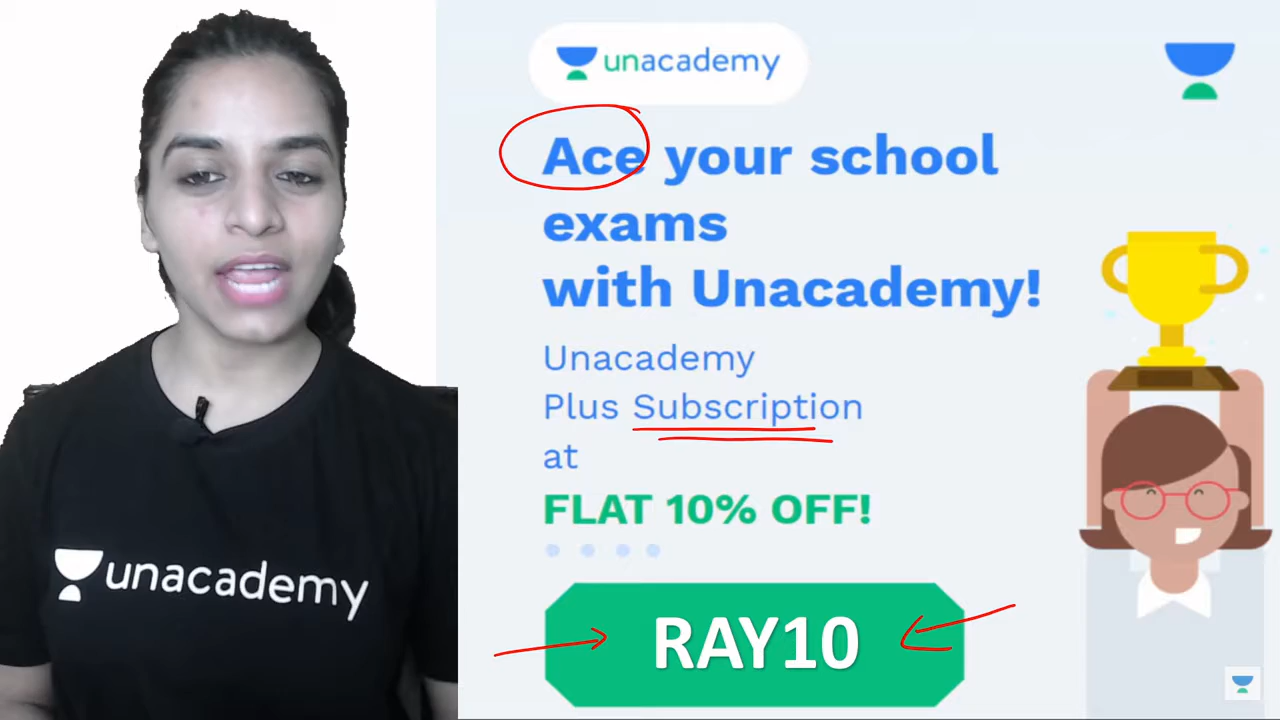 unacademy
Ace your school
exams
with Unacademy!
Unacademy
Plus Subscription
at
FLAT 10% OFF!
RAY10
unacademy